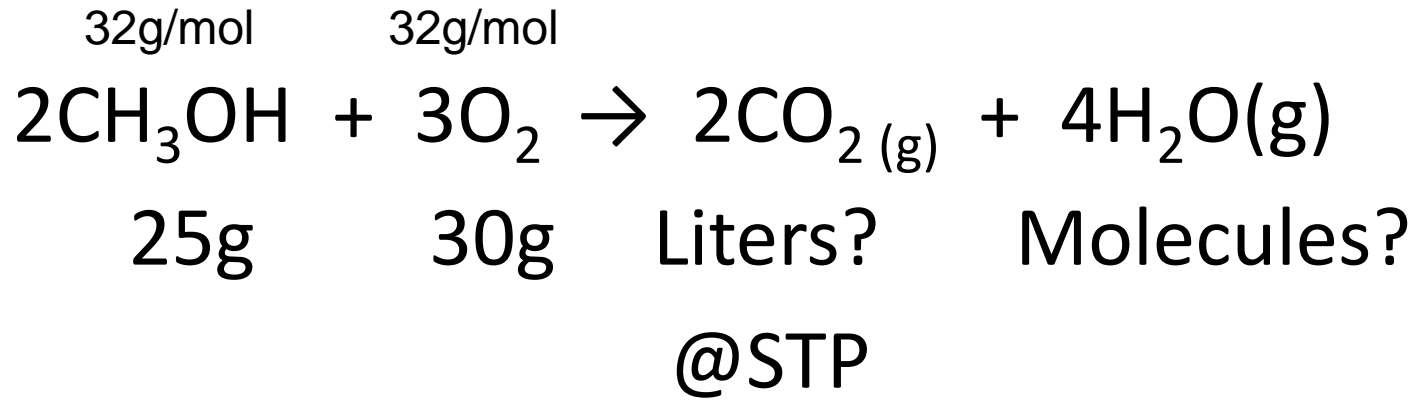 32g/mol 32g/mol
2CH₃OH + 3O₂ → 2CO₂ (g) + 4H₂O(g)
25g 30g Liters? Molecules?
@STP